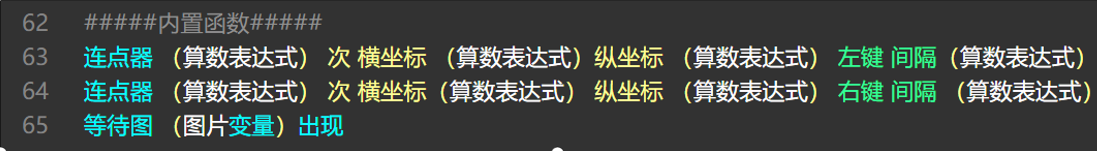 62 #####内置函数#####
63 连点器 （算数表达式） 次 横坐标 （算数表达式）纵坐标 （算数表达式） 左键 间隔（算数表达式）
64 连点器 （算数表达式） 次 横坐标（算数表达式） 纵坐标 （算数表达式） 右键 间隔 （算数表达式）
65 等待图 （图片变量）出现